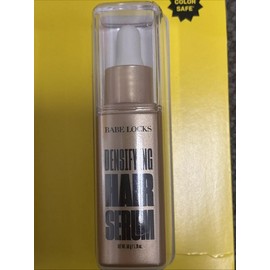 COLOR
SAFE*
BABE LOCKS
DENSIFYING
HAIR
SERUM